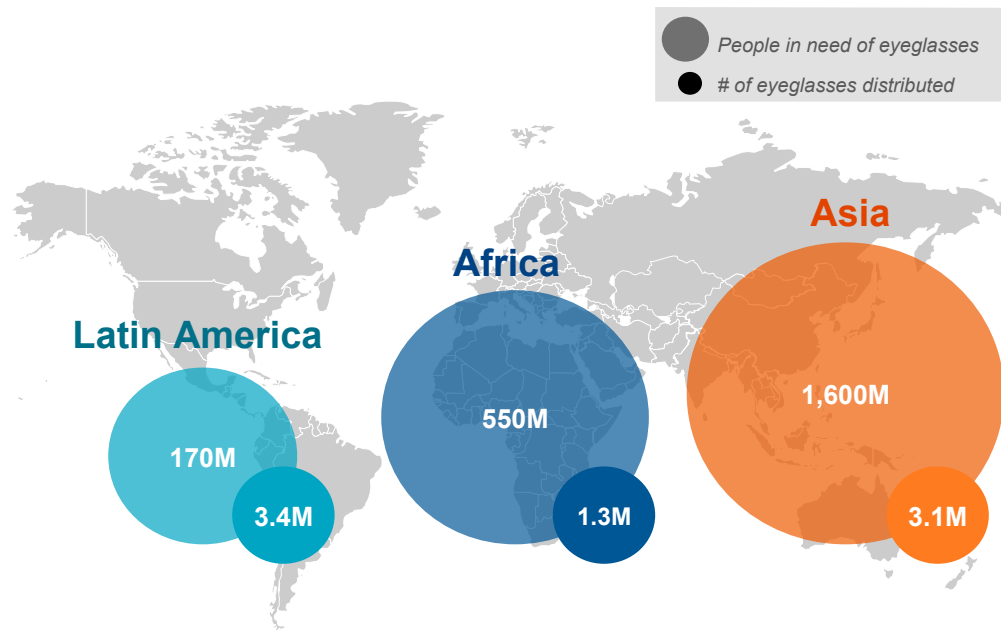 People in need of eyeglasses
# of eyeglasses distributed
Asia
Africa
Latin America
1,600M
550M
170M
3.4M
1.3M
3.1M